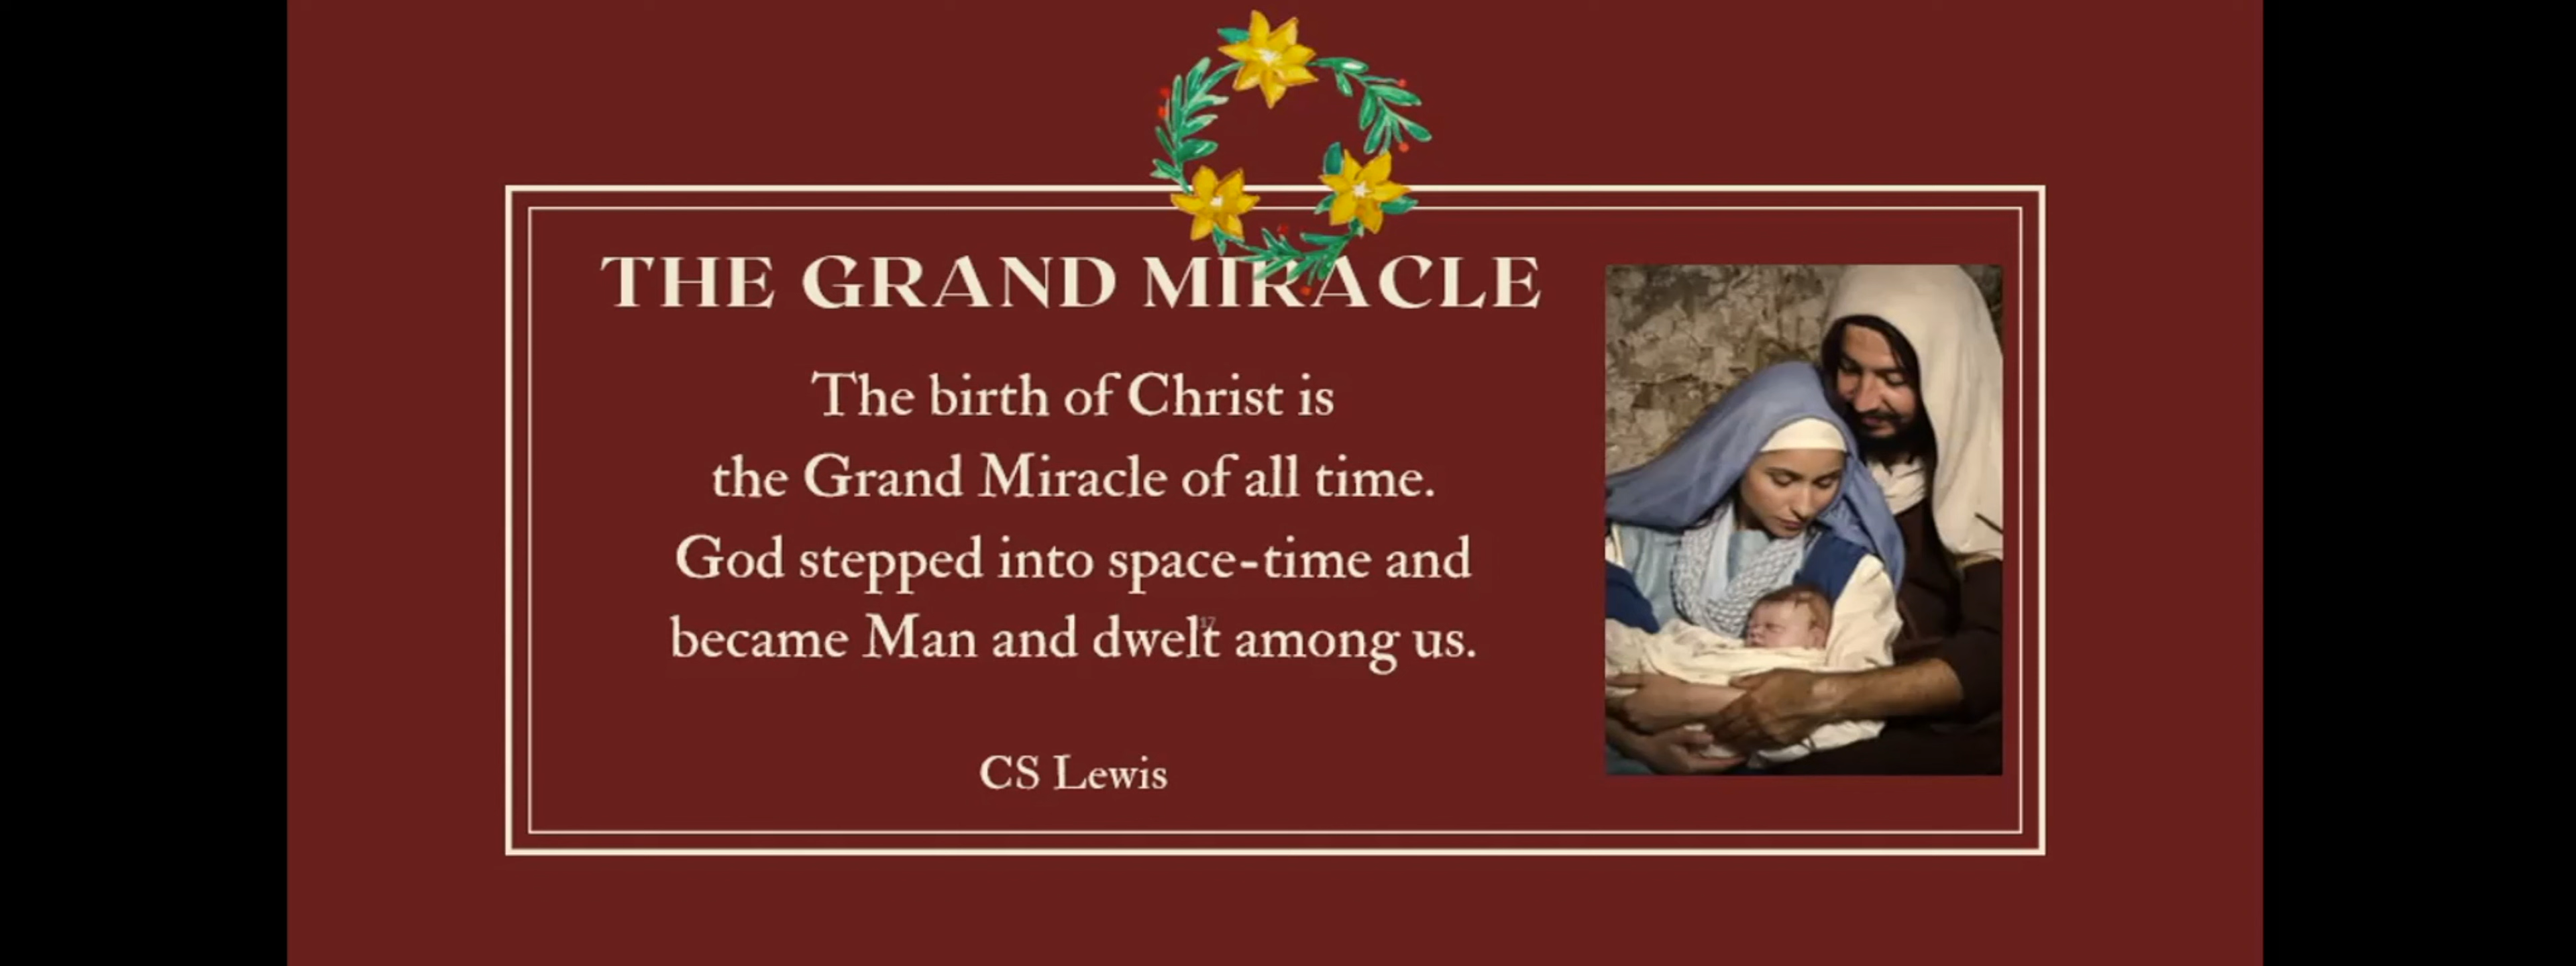 THE GRAND MIRACLE
The birth of Christ is
the Grand Miracle of all time.
God stepped into space-time and
became Man and dwelt among us.
17
CS Lewis